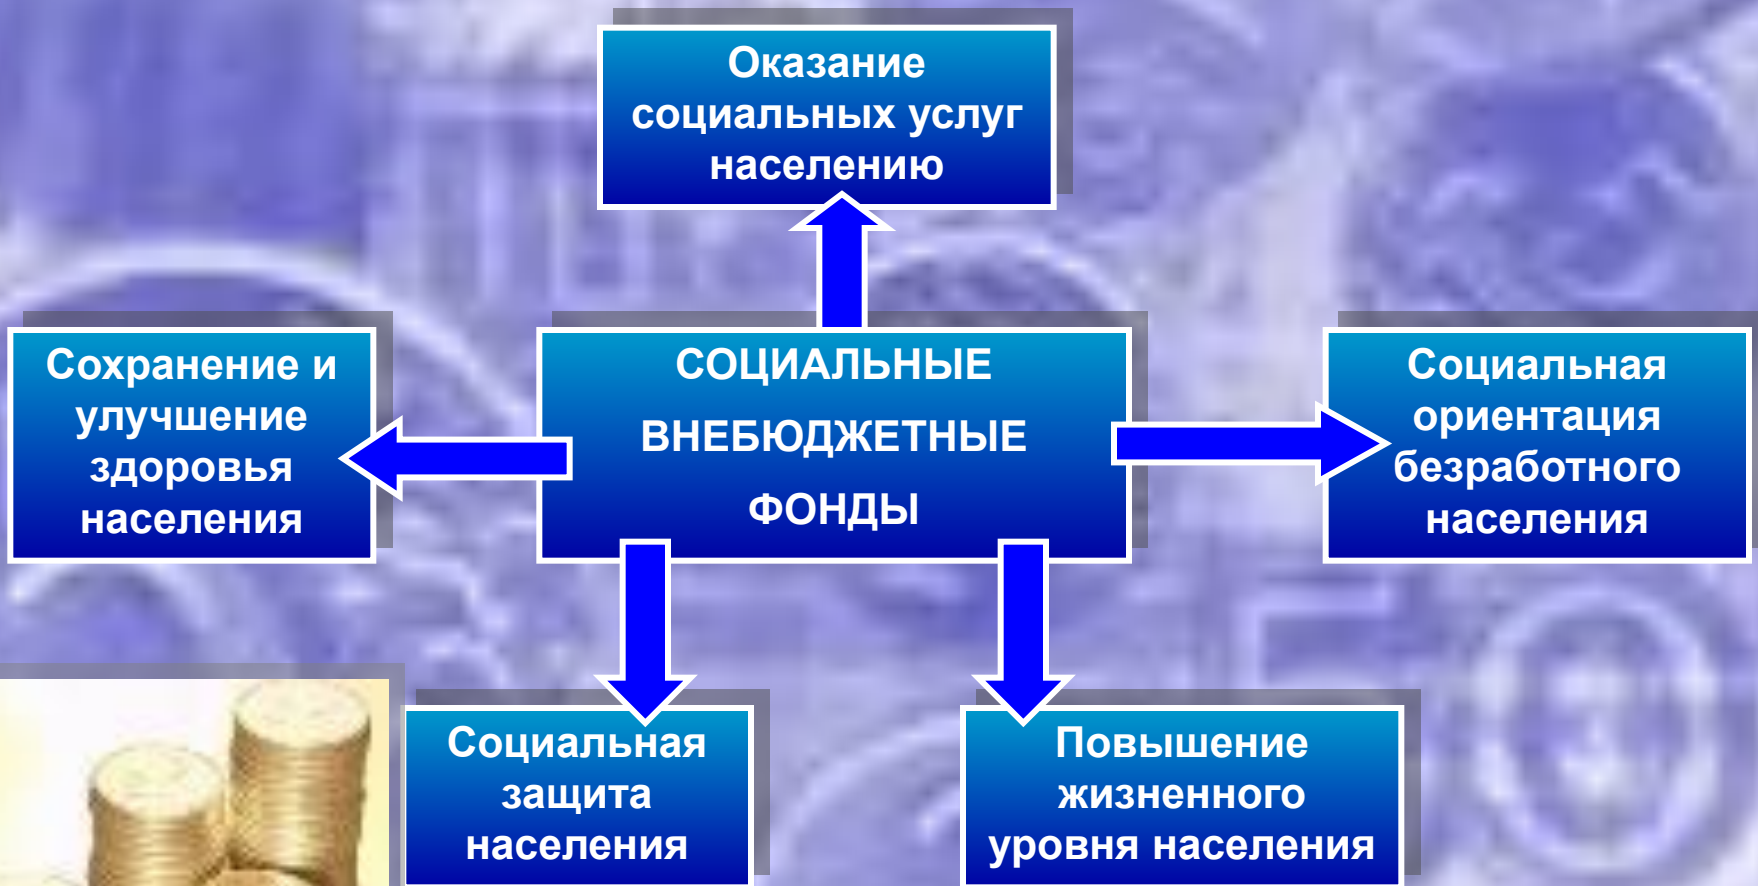 Оказание
социальных услуг
населению
Сохранение и
улучшение
здоровья
населения
СОЦИАЛЬНЫЕ
ВНЕБЮДЖЕТНЫЕ
ФОНДЫ
Социальная
ориентация
безработного
населения
Социальная
защита
населения
Повышение
жизненного
уровня населения